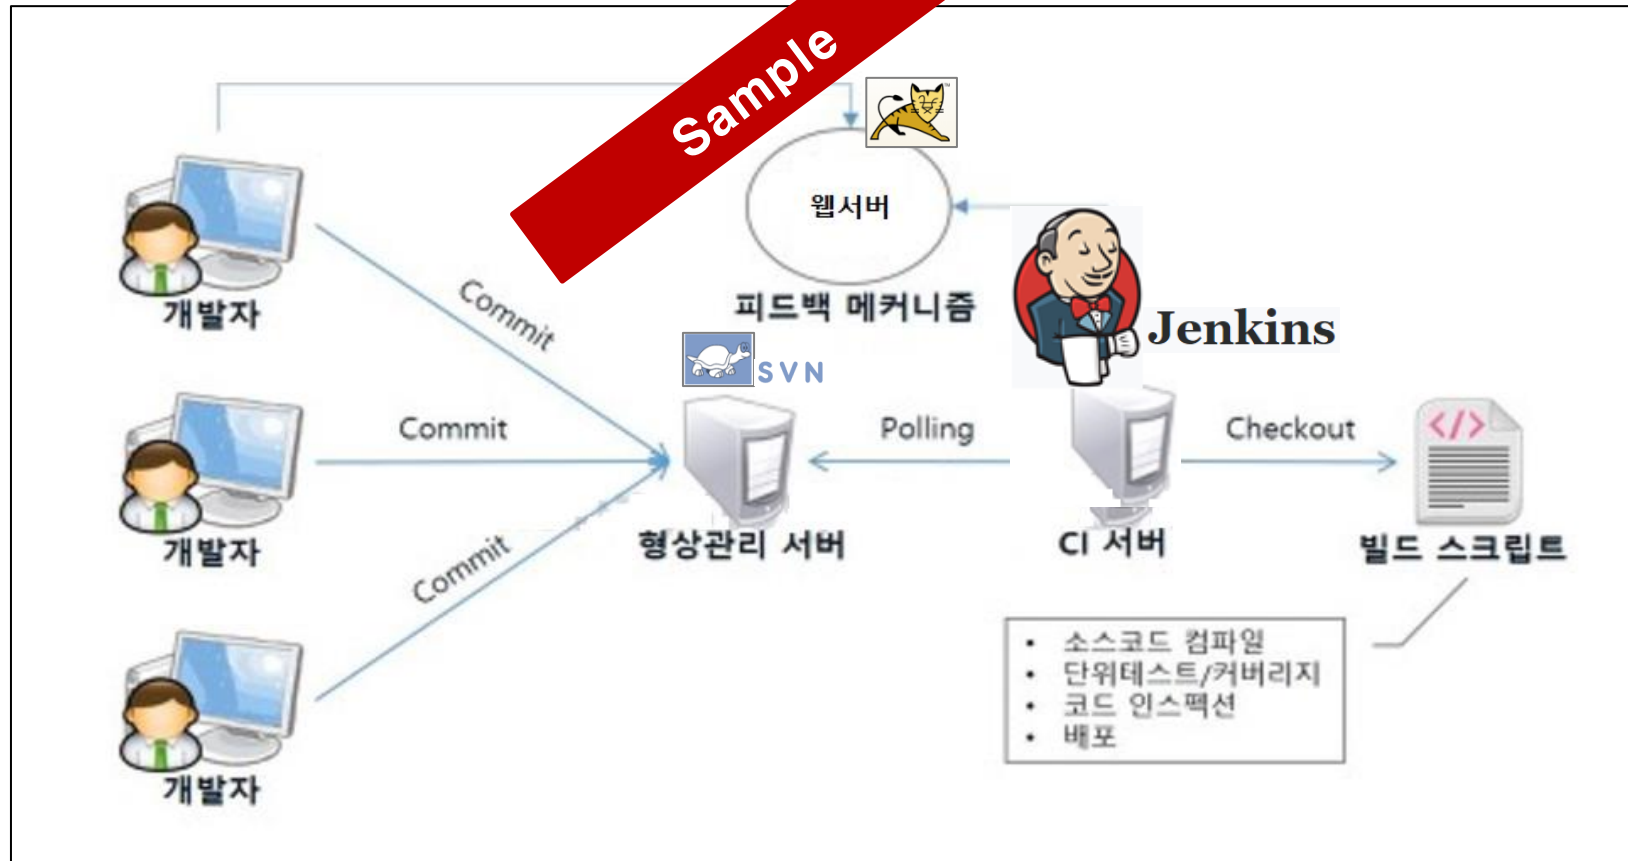 Sample
웹서버
피드백 메커니즘
Jenkins
개발자
Commit
SVN
개발자
Commit
형상관리 서버
Polling
CI 서버
Checkout
</>
빌드 스크립트
개발자
Commit
• 소스코드 컴파일
• 단위테스트/커버리지
• 코드 인스펙션
• 배포